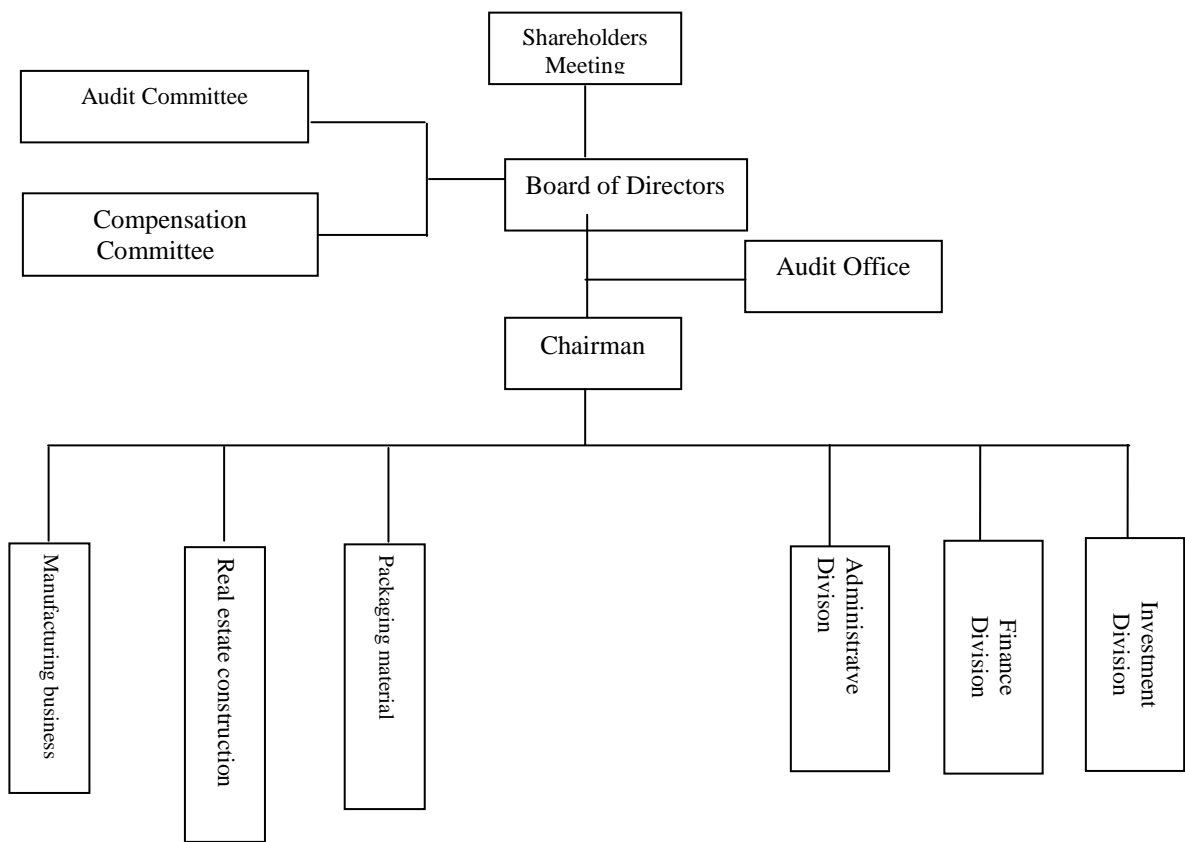 Shareholders
Meeting
Audit Committee
Board of Directors
Compensation
Committee
Audit Office
Chairman
Manufacturing business
Real estate construction
Packaging material
Administratve
Divison
Finance
Division
Investment
Division